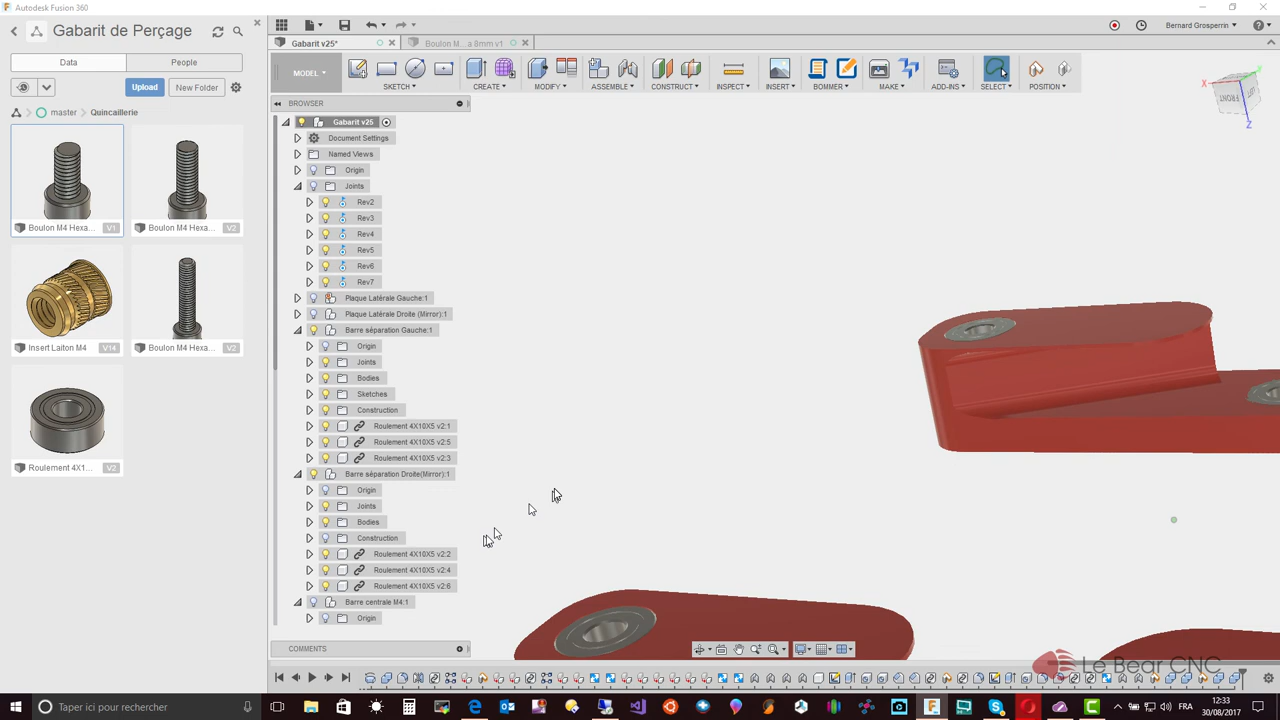 Autodesk Fusion 360
Gabarit de Perçage
Data
People
Upload
New Folder
master
Quincaillerie
Boulon M4 Hexa... V1
Boulon M4 Hexa... V2
Insert Laiton M4 V14
Boulon M4 Hexa... V2
Roulement 4X1... V2
Bernard Grosperrin
Gabarit v25*
Boulon M...a 8mm v1
MODEL
SKETCH
CREATE
MODIFY
ASSEMBLE
CONSTRUCT
INSPECT
INSERT
BOMMER
MAKE
ADD-INS
SELECT
POSITION
BROWSER
Gabarit v25
Document Settings
Named Views
Origin
Joints
Rev2
Rev3
Rev4
Rev5
Rev6
Rev7
Plaque Latérale Gauche:1
Plaque Latérale Droite (Mirror):1
Barre séparation Gauche:1
Origin
Joints
Bodies
Sketches
Construction
Roulement 4X10X5 v2:1
Roulement 4X10X5 v2:5
Roulement 4X10X5 v2:3
Barre séparation Droite(Mirror):1
Origin
Joints
Bodies
Construction
Roulement 4X10X5 v2:2
Roulement 4X10X5 v2:4
Roulement 4X10X5 v2:6
Barre centrale M4:1
Origin
COMMENTS
X
Y
Z
FRONT
LEFT
Le Bear CNC
Taper ici pour rechercher
FRA
12:33
30/08/2017